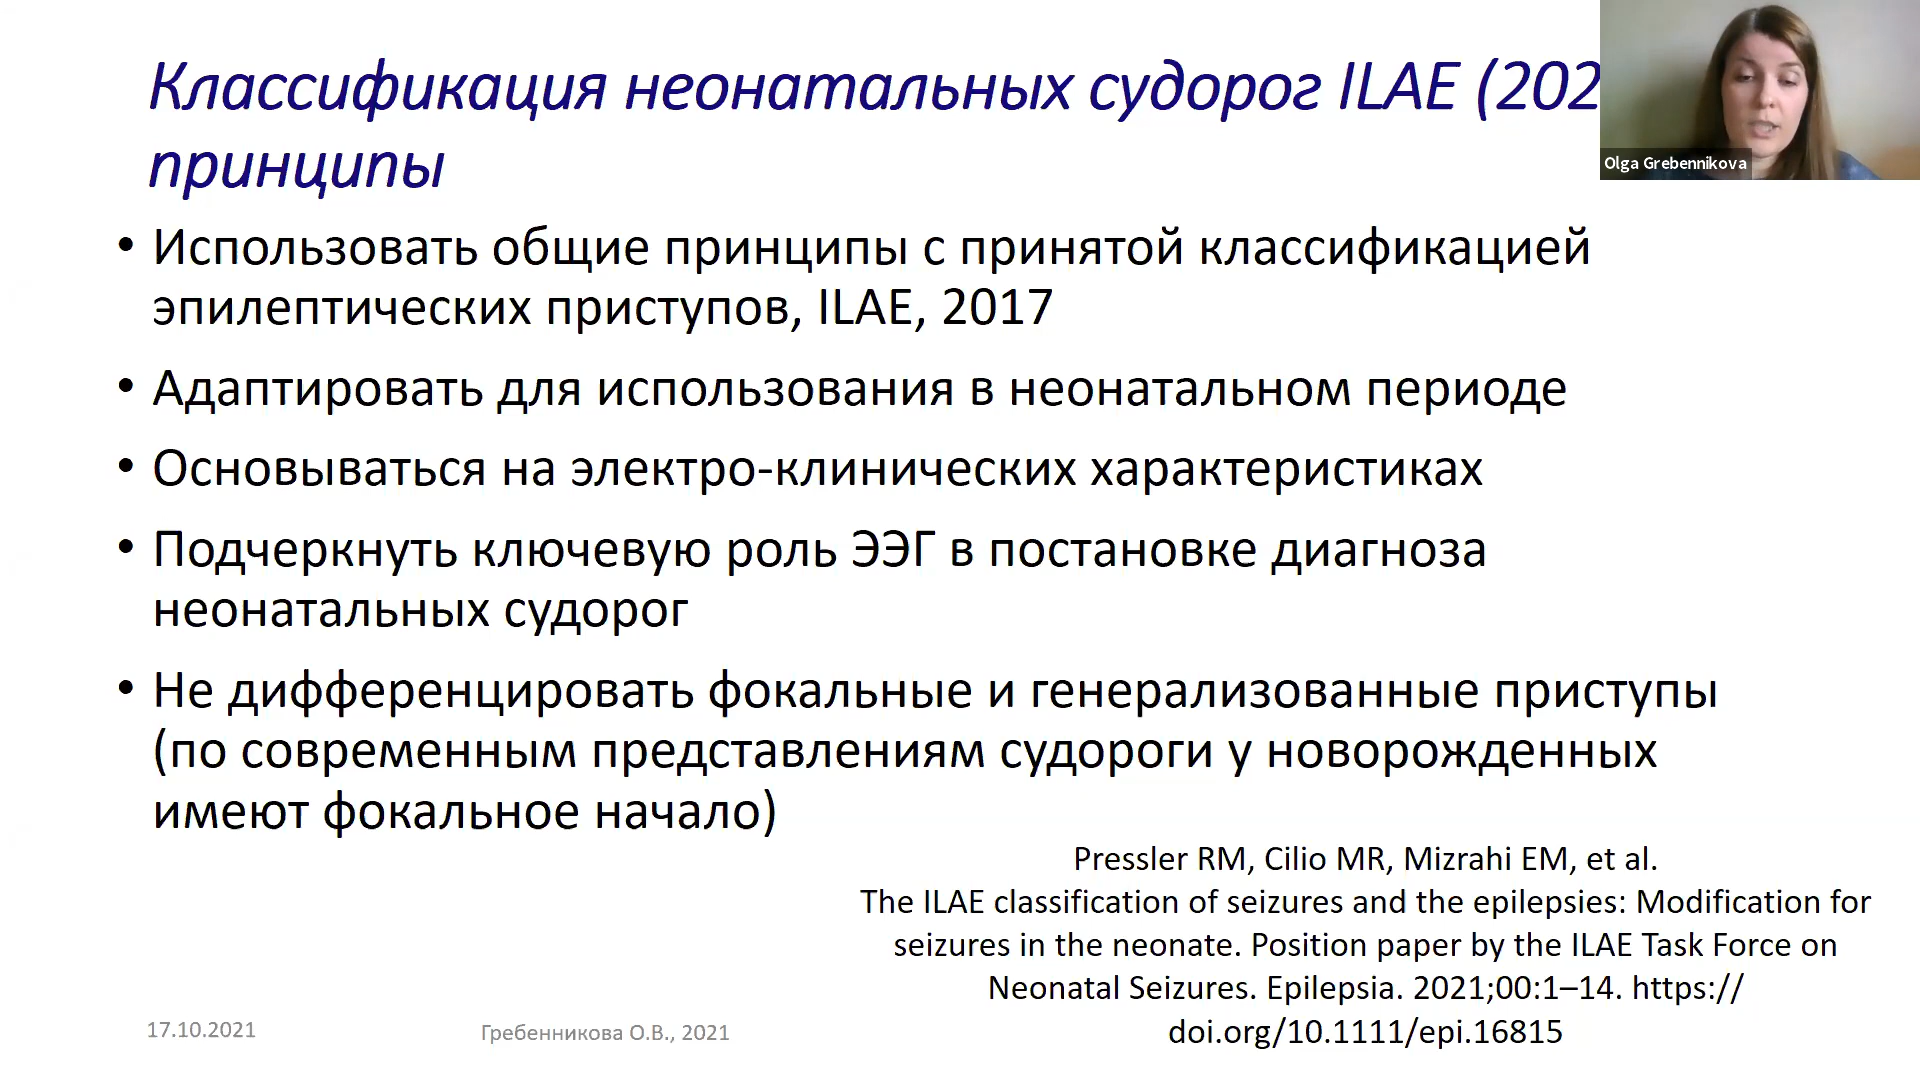 Классификация неонатальных судорог ILAE (202
принципы
Olga Grebennikova
• Использовать общие принципы с принятой классификацией
эпилептических приступов, ILAE, 2017
• Адаптировать для использования в неонатальном периоде
• Основываться на электро-клинических характеристиках
• Подчеркнуть ключевую роль ЭЭГ в постановке диагноза
неонатальных судорог
• Не дифференцировать фокальные и генерализованные приступы
(по современным представлениям судороги у новорожденных
имеют фокальное начало)
Pressler RM, Cilio MR, Mizrahi EM, et al.
The ILAE classification of seizures and the epilepsies: Modification for
seizures in the neonate. Position paper by the ILAE Task Force on
Neonatal Seizures. Epilepsia. 2021;00:1–14. https://
doi.org/10.1111/epi.16815
17.10.2021
Гребенникова О.В., 2021